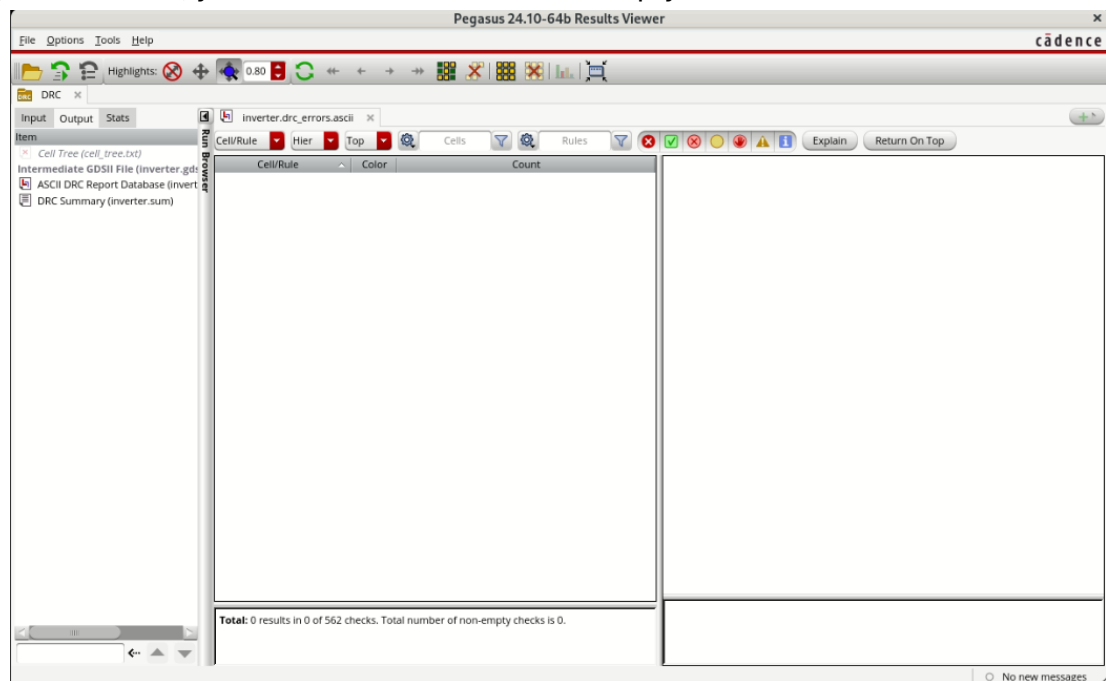 Pegasus 24.10-64b Results Viewer
File Options Tools Help
cādence
Highlights:
0.80
DRC
Input Output Stats
inverter.drc_errors.ascii
Item
Cell/Rule Hier Top Cells Rules Explain Return On Top
Run Browser
Cell Tree (cell_tree.txt)
Cell/Rule Color Count
Intermediate GDSII File (inverter.gds
ASCII DRC Report Database (invert
DRC Summary (inverter.sum)
Total: 0 results in 0 of 562 checks. Total number of non-empty checks is 0.
No new messages